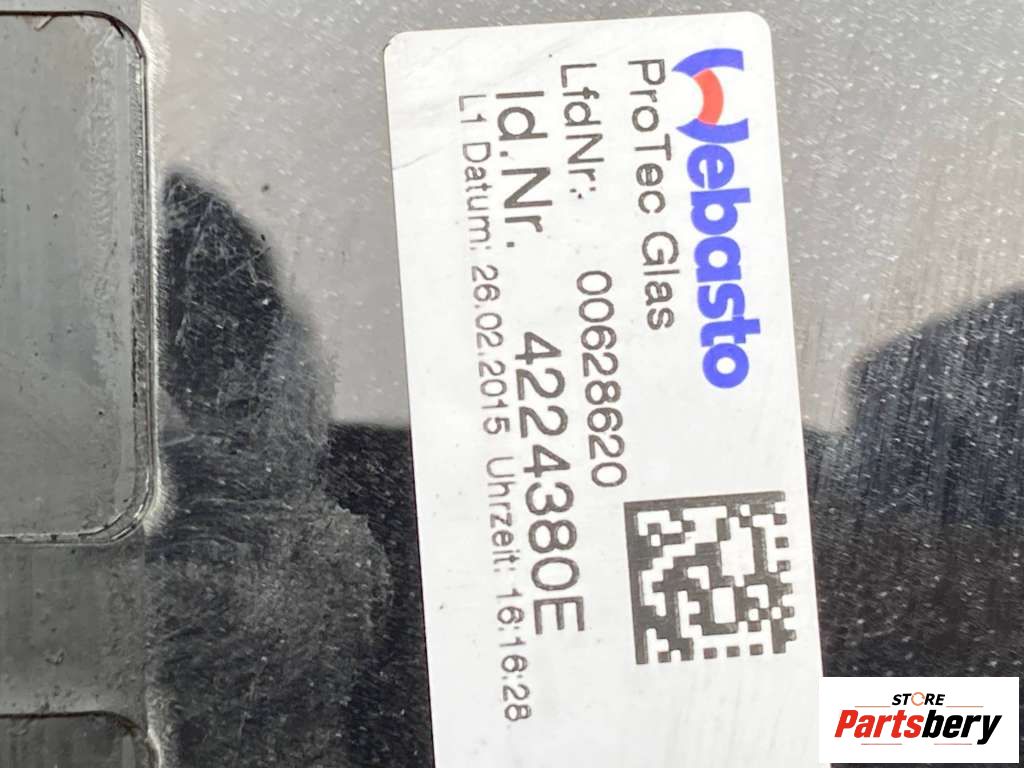 Webasto
ProTec Glas
LfdNr: 00628620
Id.Nr. 4224380E
L1 Datum: 26.02.2015 Uhrzeit: 16:16:28
STORE
Partsbery